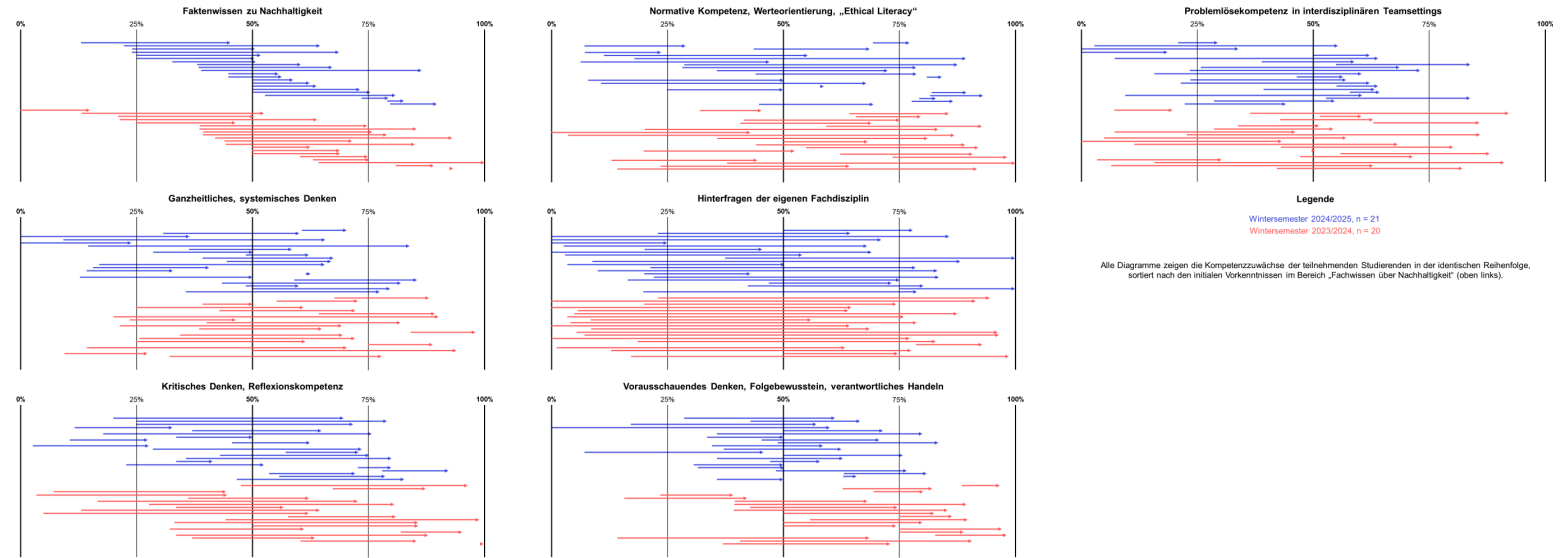 Faktenwissen zu Nachhaltigkeit
0% 25% 50% 75% 100%
Normative Kompetenz, Werteorientierung, „Ethical Literacy“
0% 25% 50% 75% 100%
Problemlösekompetenz in interdisziplinären Teamsettings
0% 25% 50% 75% 100%
Ganzheitliches, systemisches Denken
0% 25% 50% 75% 100%
Hinterfragen der eigenen Fachdisziplin
0% 25% 50% 75% 100%
Legende
Wintersemester 2024/2025, n = 21
Wintersemester 2023/2024, n = 20
Alle Diagramme zeigen die Kompetenzzuwächse der teilnehmenden Studierenden in der identischen Reihenfolge,
sortiert nach den initialen Vorkenntnissen im Bereich „Fachwissen über Nachhaltigkeit“ (oben links).
Kritisches Denken, Reflexionskompetenz
0% 25% 50% 75% 100%
Vorausschauendes Denken, Folgebewusstein, verantwortliches Handeln
0% 25% 50% 75% 100%